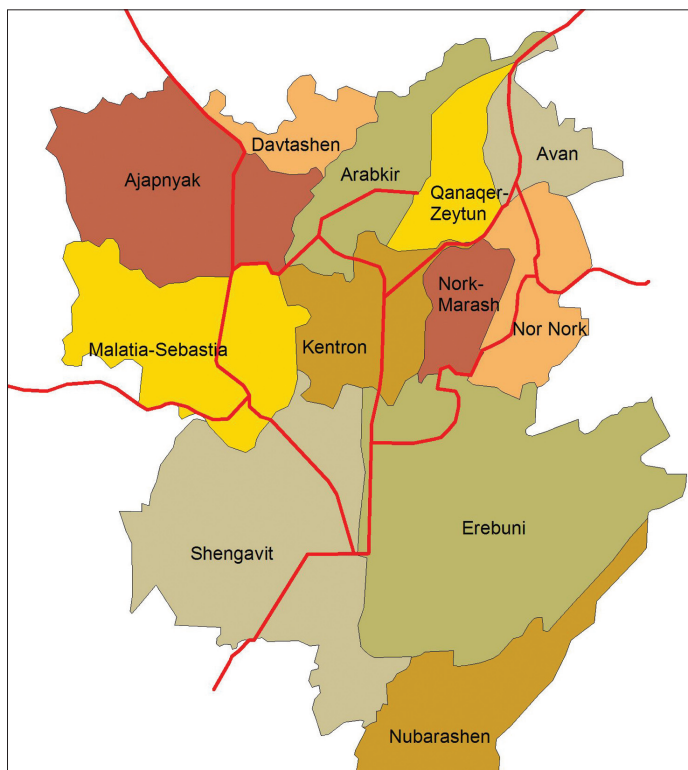 Davtashen
Avan
Ajapnyak
Arabkir
Qanaqer-
Zeytun
Nork-
Marash
Nor Nork
Malatia-Sebastia
Kentron
Erebuni
Shengavit
Nubarashen